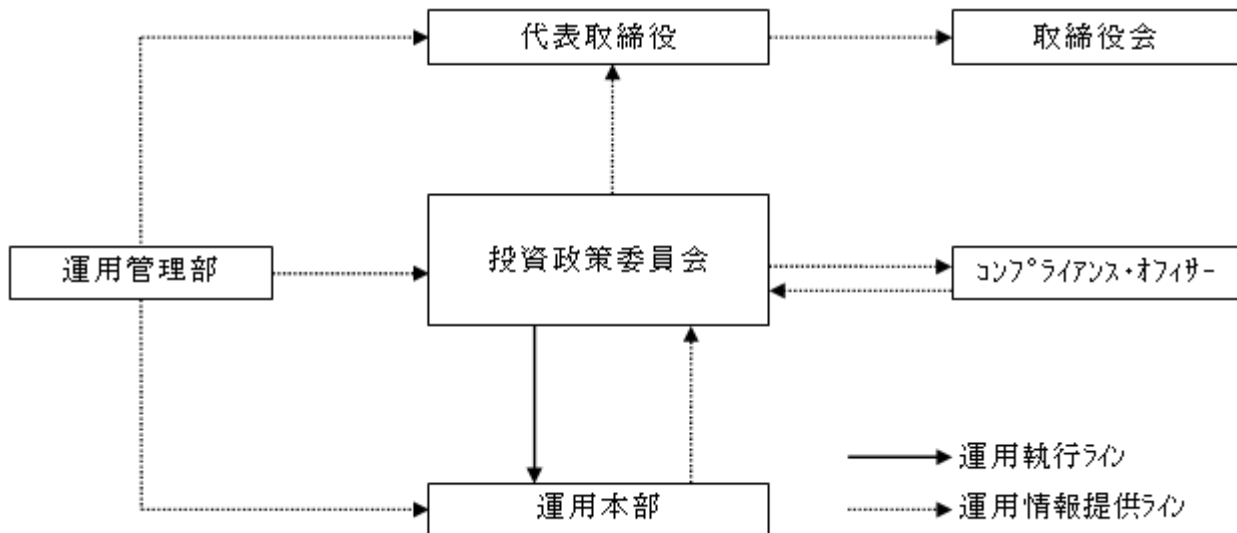 代表取締役
取締役会
運用管理部
投資政策委員会
ｺﾝﾌﾟﾗｲｱﾝｽ・ｵﾌｨｻｰ
運用執行ﾗｲﾝ
運用本部
運用情報提供ﾗｲﾝ